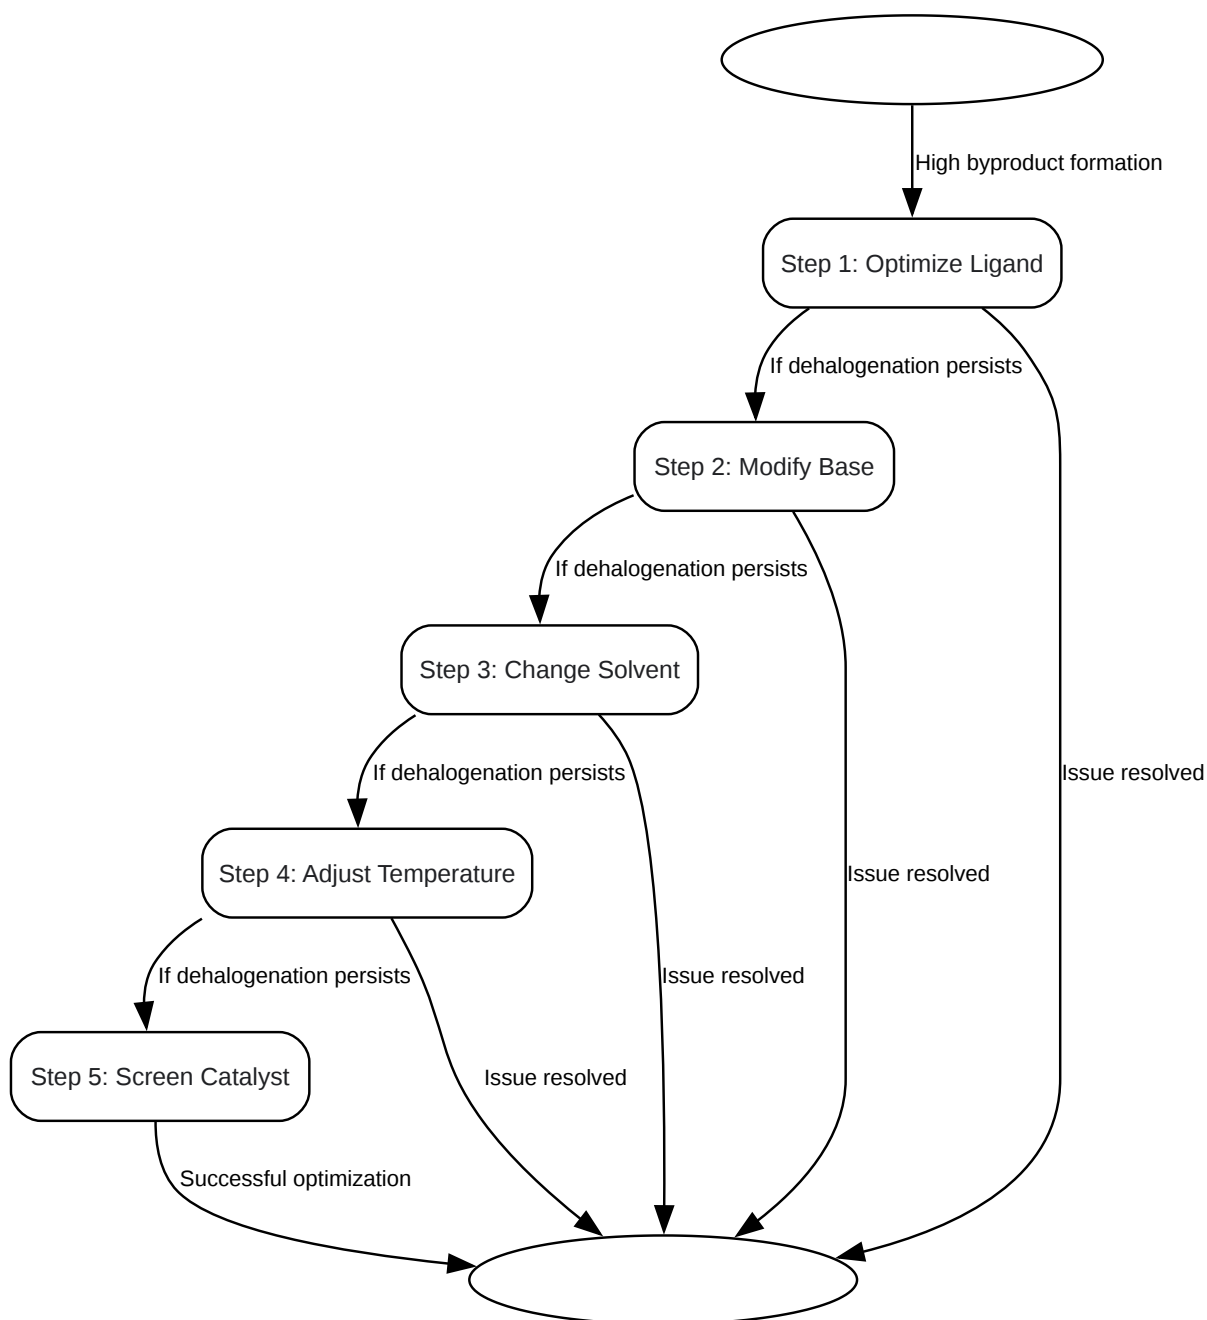 High byproduct formation
Step 1: Optimize Ligand
If dehalogenation persists
Step 2: Modify Base
If dehalogenation persists
Step 3: Change Solvent
If dehalogenation persists
Issue resolved
Step 4: Adjust Temperature
Issue resolved
If dehalogenation persists
Issue resolved
Step 5: Screen Catalyst
Issue resolved
Successful optimization